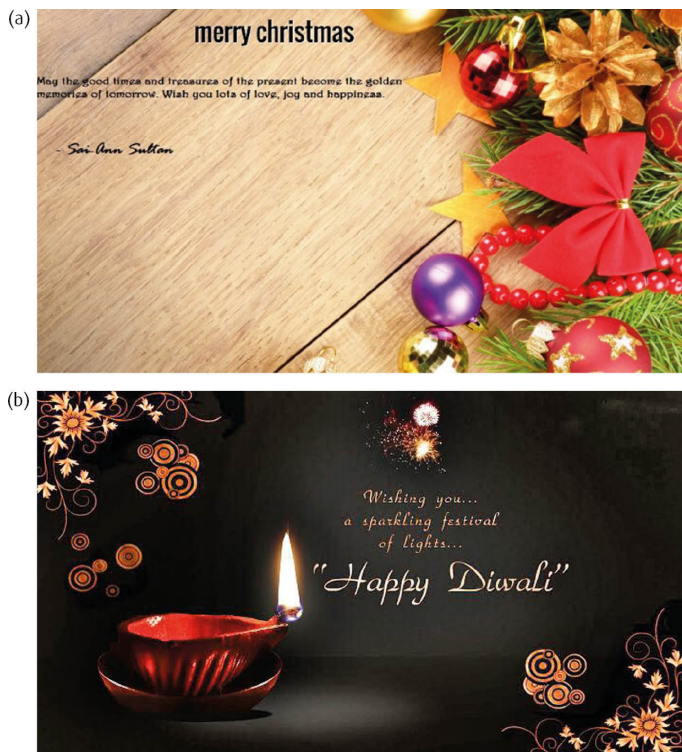 (a)
merry christmas
May the good times and treasures of the present become the golden
memories of tomorrow. Wish you lots of love, joy and happiness.
- Sai Ann Sultan
(b)
Wishing you...
a sparkling festival
of lights...
"Happy Diwali"